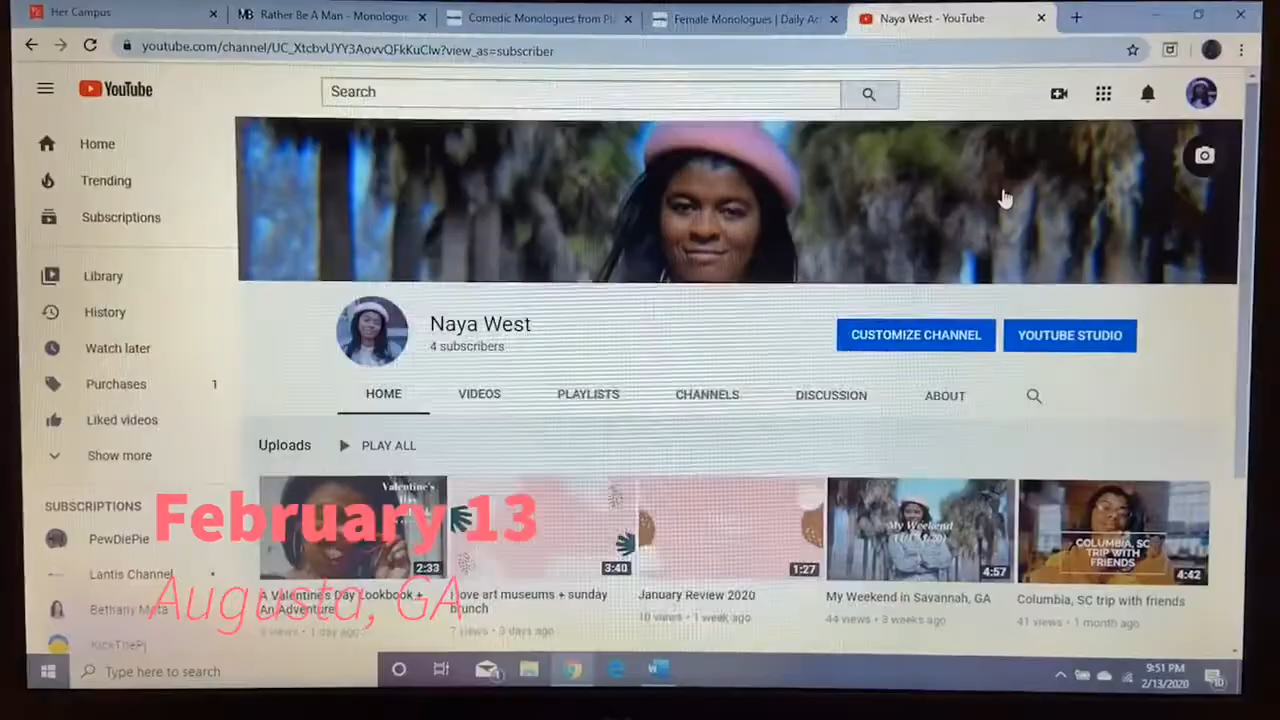 Her Campus
Rather Be A Man - Monologue
Comedic Monologues from Pl
Female Monologues | Daily Ac
Naya West - YouTube
youtube.com/channel/UC_XtcbvUYY3AovvQFkKuClw?view_as=subscriber
YouTube
Search
Home
Trending
Subscriptions
Library
History
Watch later
Purchases 1
Liked videos
Show more
SUBSCRIPTIONS
PewDiePie
Lantis Channel
Bethany Mota
KickThePj
Naya West
4 subscribers
CUSTOMIZE CHANNEL
YOUTUBE STUDIO
HOME VIDEOS PLAYLISTS CHANNELS DISCUSSION ABOUT
Uploads PLAY ALL
Valentine's
2:33
A Valentine's Day Lookbook +
An Adventure
1 day ago
3:40
I love art museums + sunday
brunch
7 views • 3 days ago
1:27
January Review 2020
10 views • 1 week ago
My Weekend
4:57
My Weekend in Savannah, GA
44 views • 3 weeks ago
COLUMBIA, SC
TRIP WITH
FRIENDS
4:42
Columbia, SC trip with friends
41 views • 1 month ago
February 13
Augusta, GA
Type here to search
9:51 PM
2/13/2020